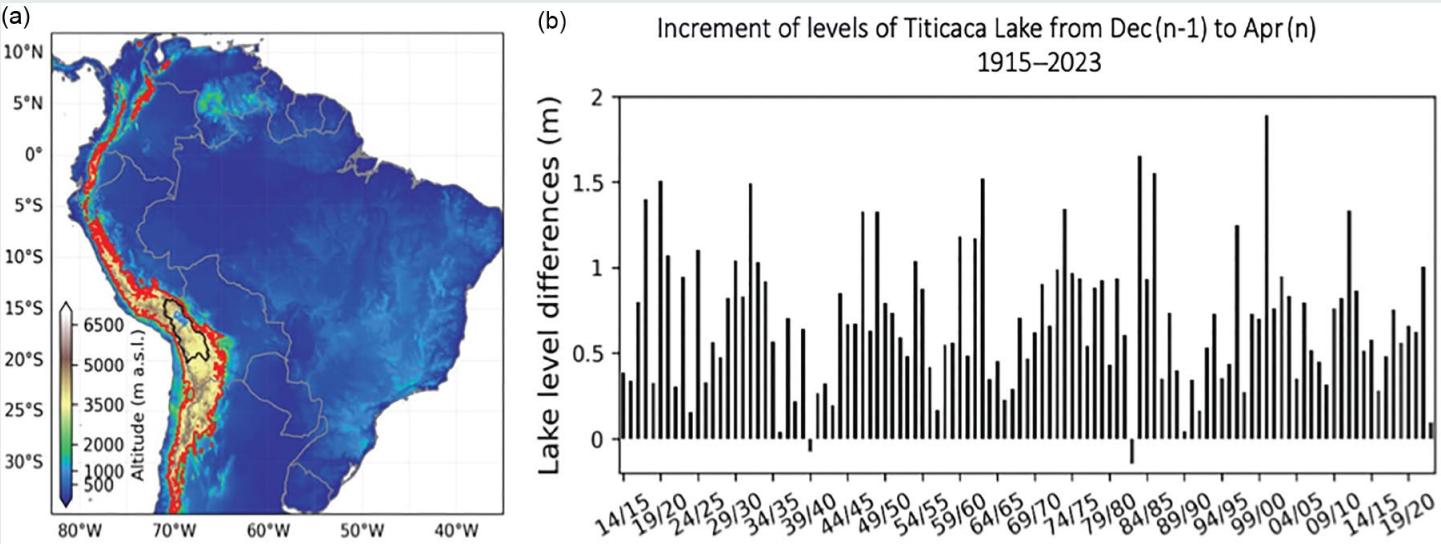 (a)
10°N
5°N
0°
5°S
10°S
15°S
20°S
25°S
30°S
80°W
70°W
60°W
50°W
40°W
6500
5000
3500
2000
1000
500
Altitude (m a.s.l.)
(b)
Increment of levels of Titicaca Lake from Dec(n-1) to Apr(n)
1915–2023
Lake level differences (m)
2
1.5
1
0.5
0
14/15
19/20
24/25
29/30
34/35
39/40
44/45
49/50
54/55
59/60
64/65
69/70
74/75
79/80
84/85
89/90
94/95
99/00
04/05
09/10
14/15
19/20